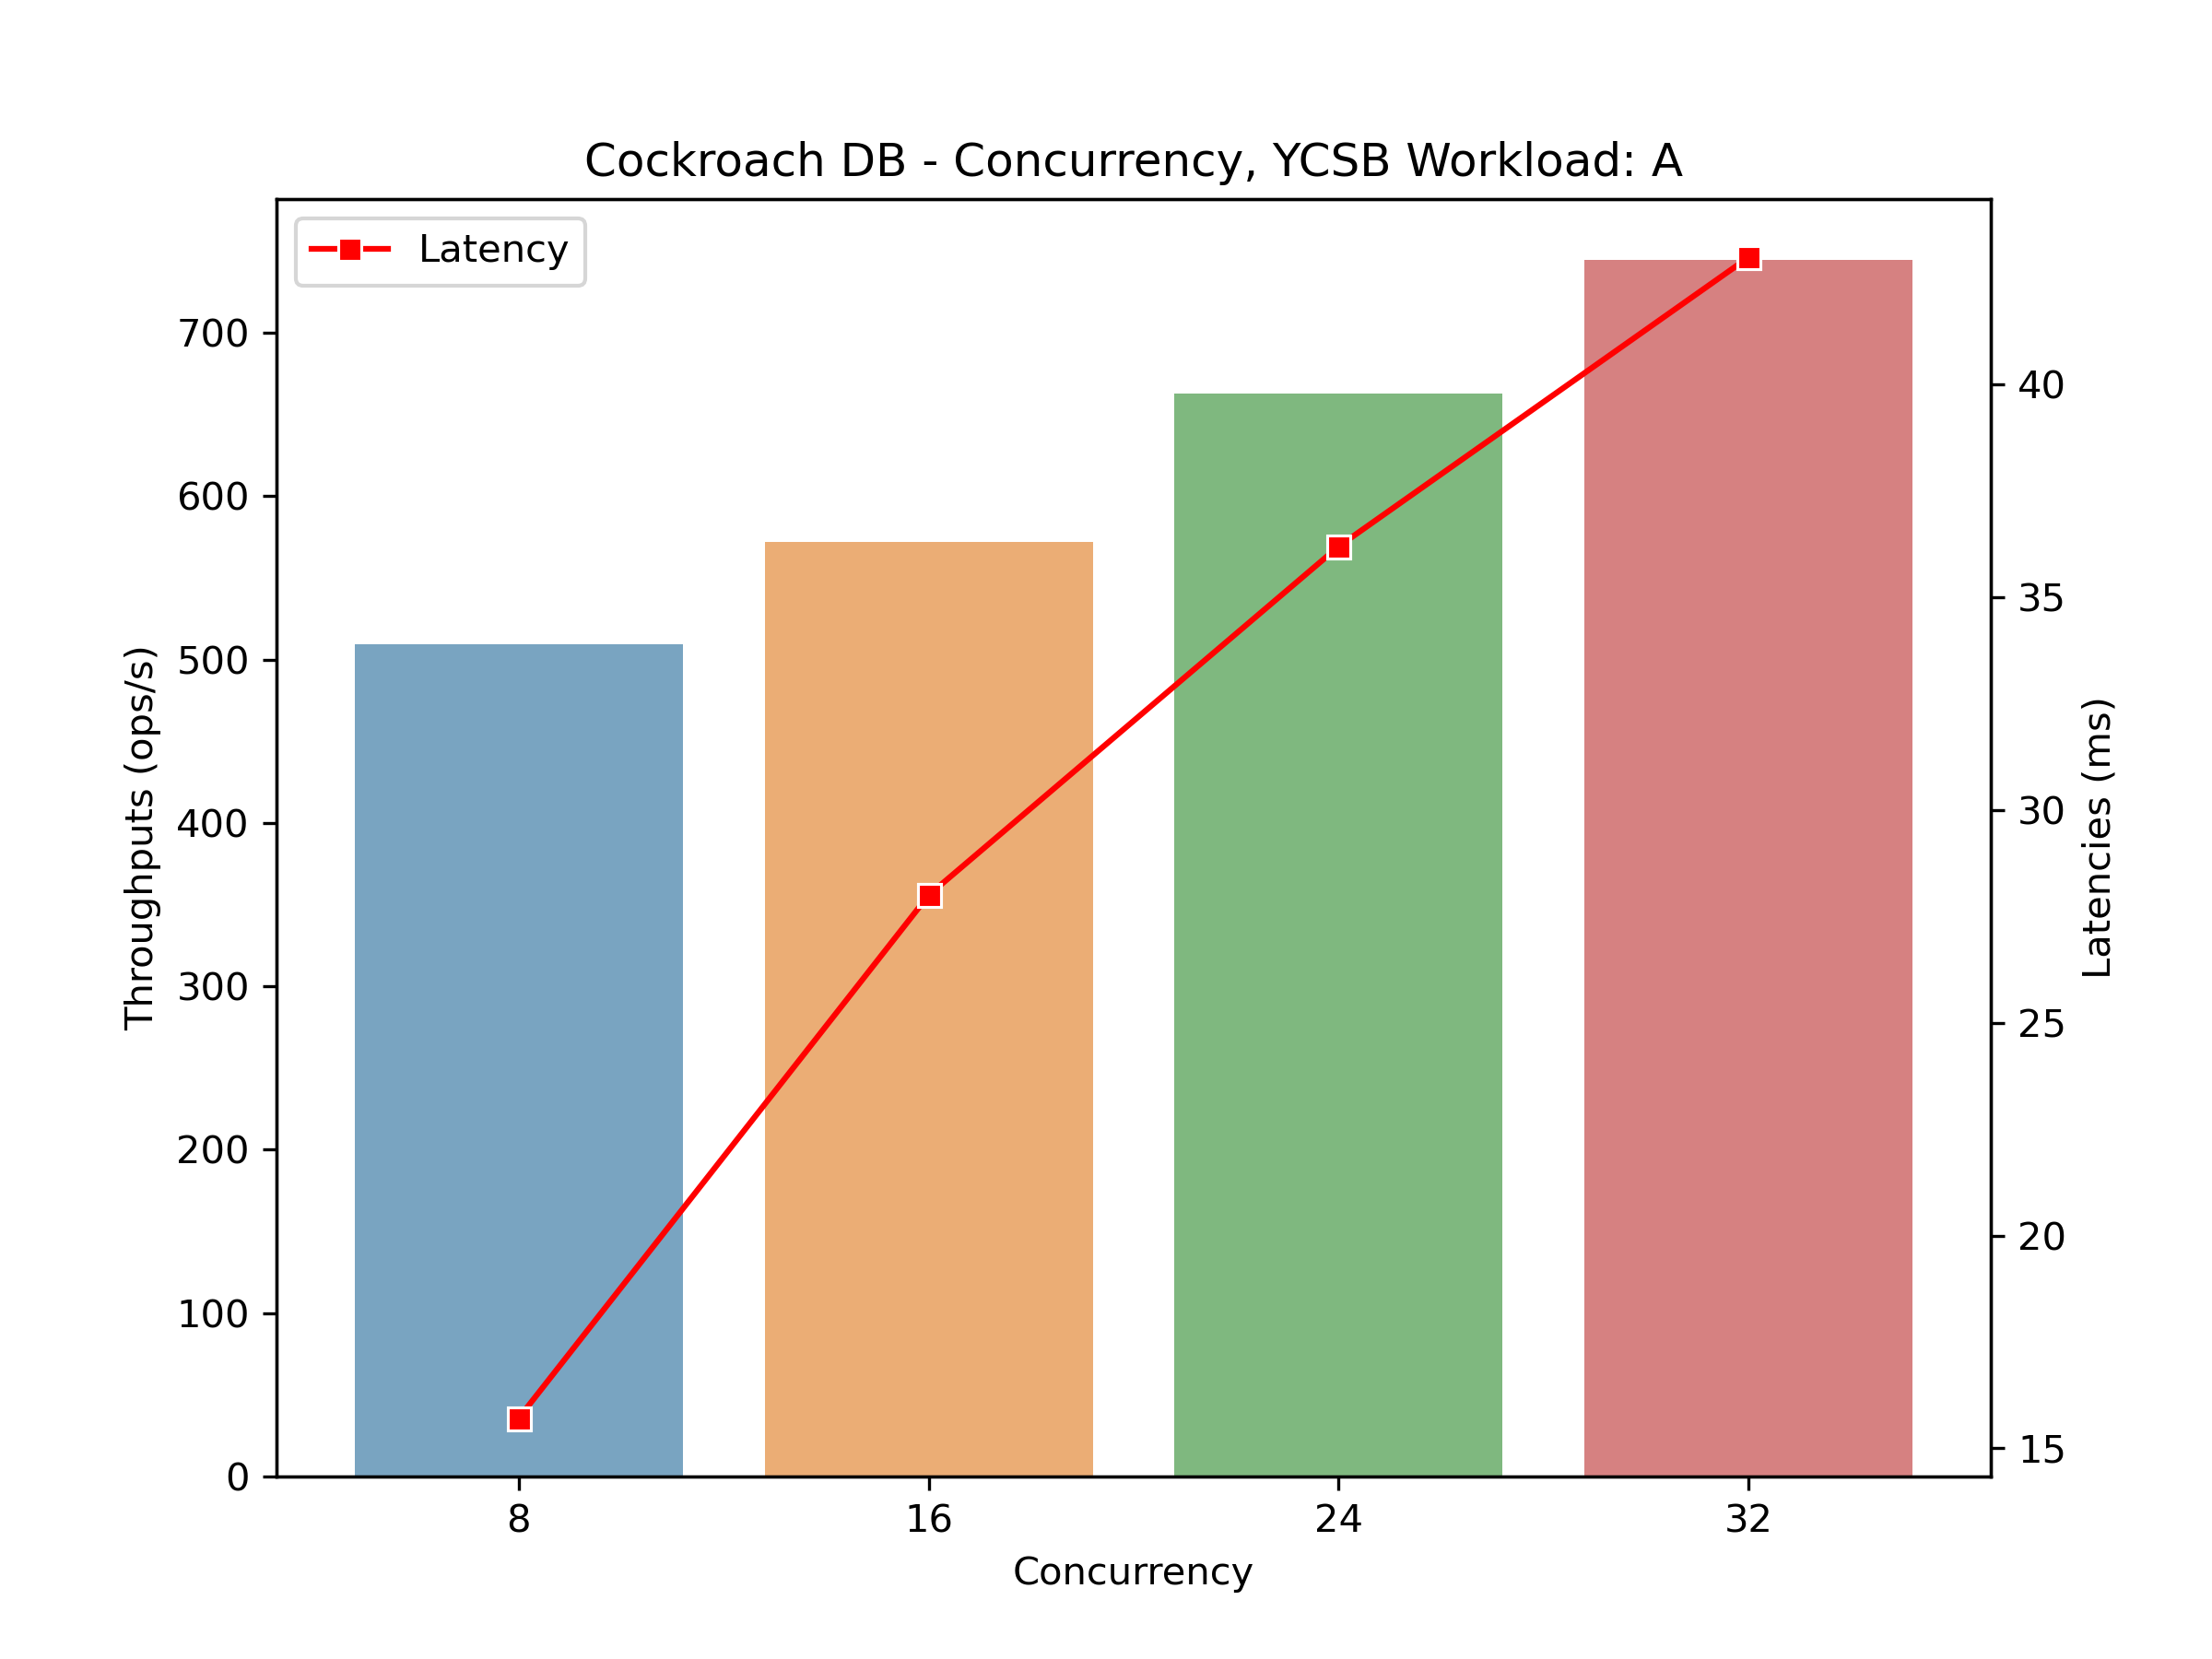 Cockroach DB - Concurrency, YCSB Workload: A
Latency
Throughputs (ops/s)
700
600
500
400
300
200
100
0
40
35
30
25
20
15
Latencies (ms)
8 16 24 32
Concurrency